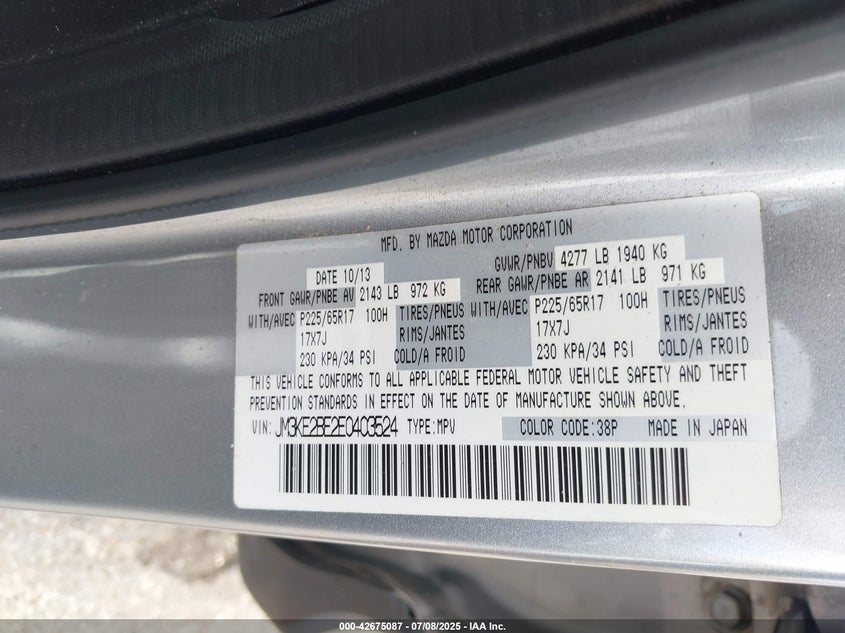 MFD. BY MAZDA MOTOR CORPORATION
DATE 10/13 GVWR/PNBV 4277 LB 1940 KG
FRONT GAWR/PNBE AV 2143 LB 972 KG REAR GAWR/PNBE AR 2141 LB 971 KG
WITH/AVEC P225/65R17 100H TIRES/PNEUS WITH/AVEC P225/65R17 100H TIRES/PNEUS
17X7J RIMS/JANTES 17X7J RIMS/JANTES
230 KPA/34 PSI COLD/A FROID 230 KPA/34 PSI COLD/A FROID
THIS VEHICLE CONFORMS TO ALL APPLICABLE FEDERAL MOTOR VEHICLE SAFETY AND THEFT
PREVENTION STANDARDS IN EFFECT ON THE DATE OF MANUFACTURE SHOWN ABOVE.
VIN: JM3KE2BE2E0403524 TYPE:MPV COLOR CODE:38P MADE IN JAPAN
000-42675087 - 07/08/2025 - IAA Inc.